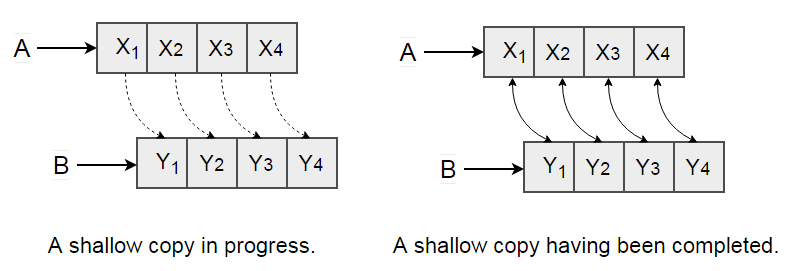 A X1 X2 X3 X4
B Y1 Y2 Y3 Y4
A shallow copy in progress.
A X1 X2 X3 X4
B Y1 Y2 Y3 Y4
A shallow copy having been completed.